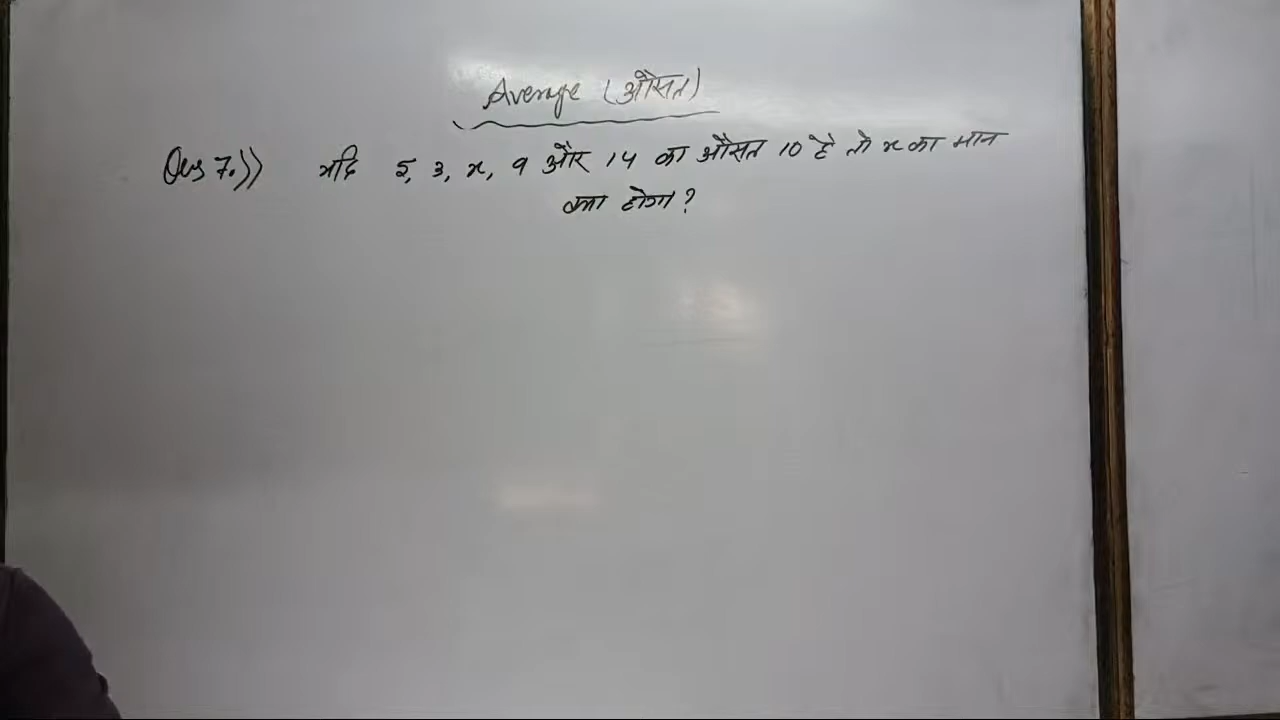 Average (औसत)
Ques 7.)) यदि 5, 3, x, 9 और 14 का औसत 10 है तो x का मान
क्या होगा?